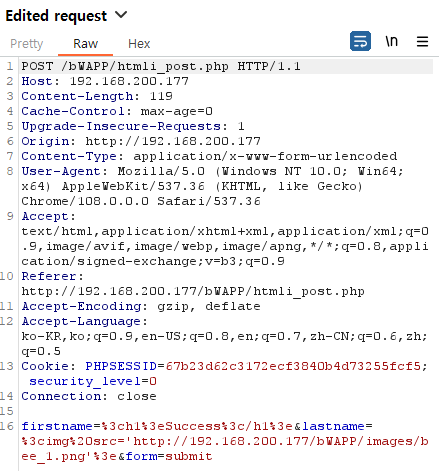 Edited request
Pretty Raw Hex \n
1 POST /bWAPP/htmli_post.php HTTP/1.1
2 Host: 192.168.200.177
3 Content-Length: 119
4 Cache-Control: max-age=0
5 Upgrade-Insecure-Requests: 1
6 Origin: http://192.168.200.177
7 Content-Type: application/x-www-form-urlencoded
8 User-Agent: Mozilla/5.0 (Windows NT 10.0; Win64;
x64) AppleWebKit/537.36 (KHTML, like Gecko)
Chrome/108.0.0.0 Safari/537.36
9 Accept:
text/html,application/xhtml+xml,application/xml;q=0
.9,image/avif,image/webp,image/apng,*/*;q=0.8,appli
cation/signed-exchange;v=b3;q=0.9
10 Referer:
http://192.168.200.177/bWAPP/htmli_post.php
11 Accept-Encoding: gzip, deflate
12 Accept-Language:
ko-KR,ko;q=0.9,en-US;q=0.8,en;q=0.7,zh-CN;q=0.6,zh;
q=0.5
13 Cookie: PHPSESSID=67b23d62c3172ecf3840b4d73255fcf5;
security_level=0
14 Connection: close
15
16 firstname=%3ch1%3eSuccess%3c/h1%3e&lastname=
%3cimg%20src='http://192.168.200.177/bWAPP/images/b
ee_1.png'%3e&form=submit